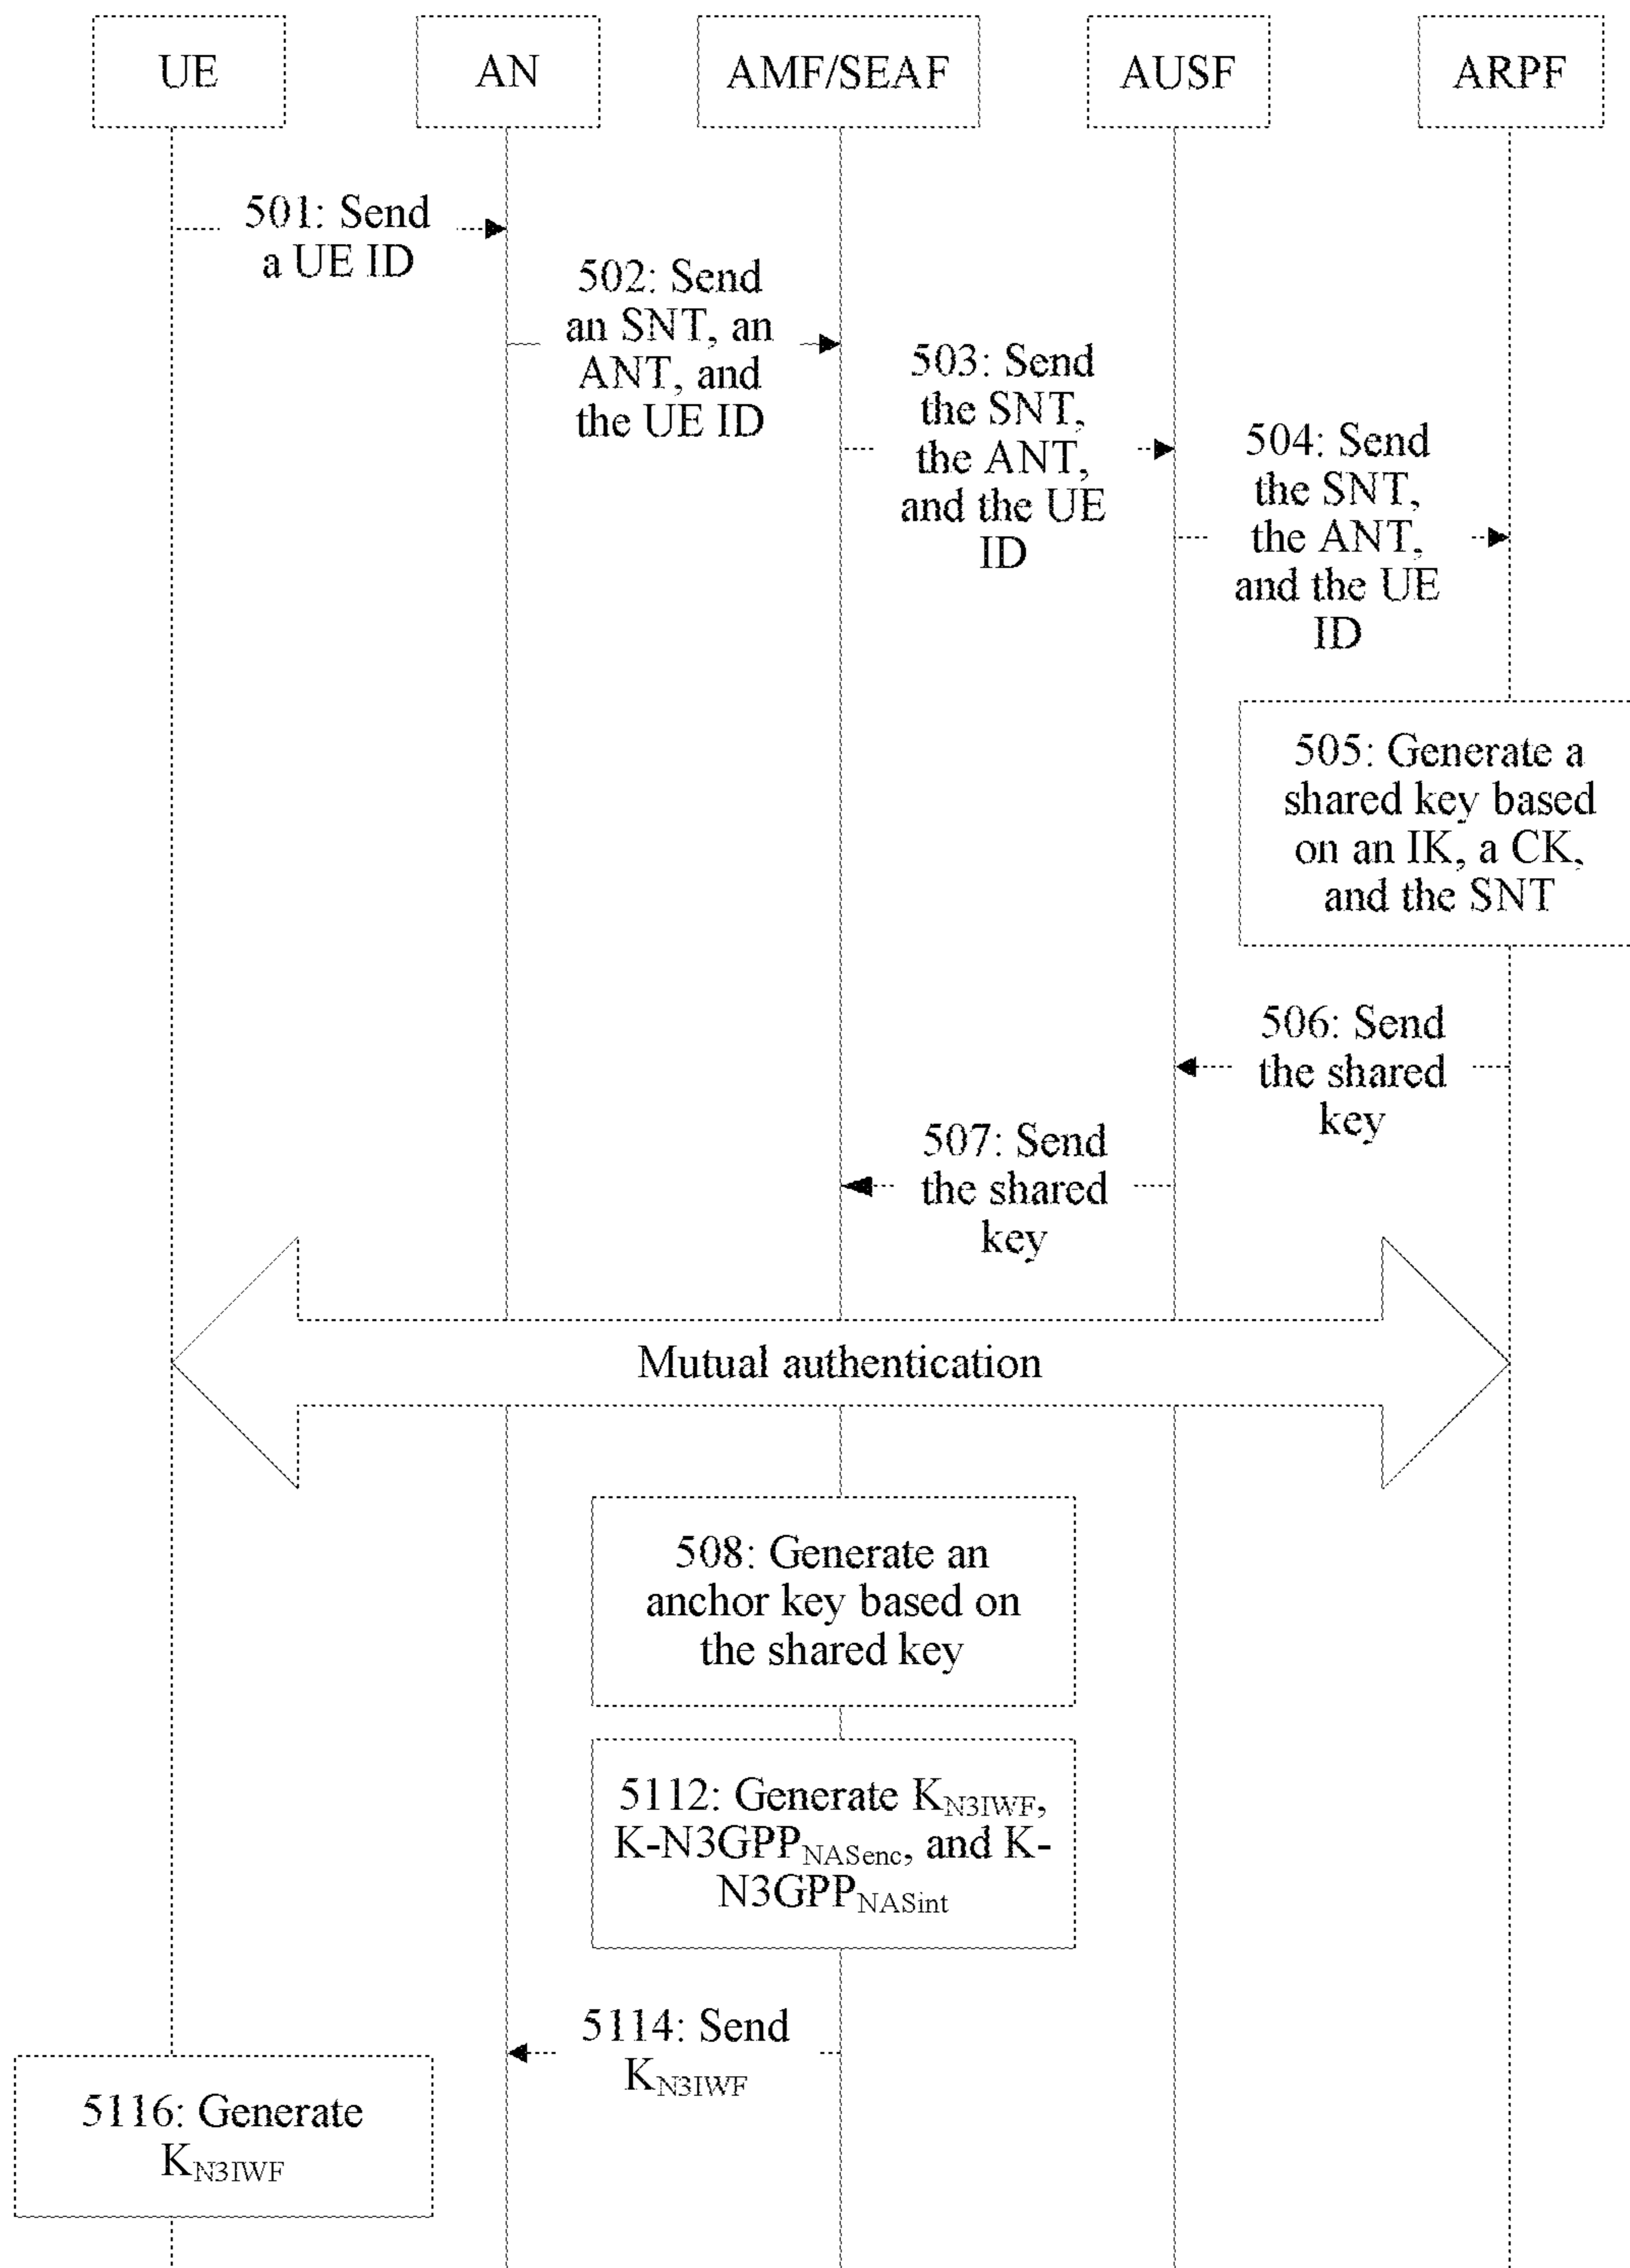 UE
AN
AMF/SEAF
AUSF
ARPF
501: Send
a UE ID
502: Send
an SNT, an
ANT, and
the UE ID
503: Send
the SNT,
the ANT,
and the UE
ID
504: Send
the SNT,
the ANT,
and the UE
ID
505: Generate a
shared key based
on an IK, a CK,
and the SNT
506: Send
the shared
key
507: Send
the shared
key
Mutual authentication
508: Generate an
anchor key based on
the shared key
5112: Generate KN3IWF,
K-N3GPPNASenc, and K-
N3GPPNASint
5114: Send
KN3IWF
5116: Generate
KN3IWF